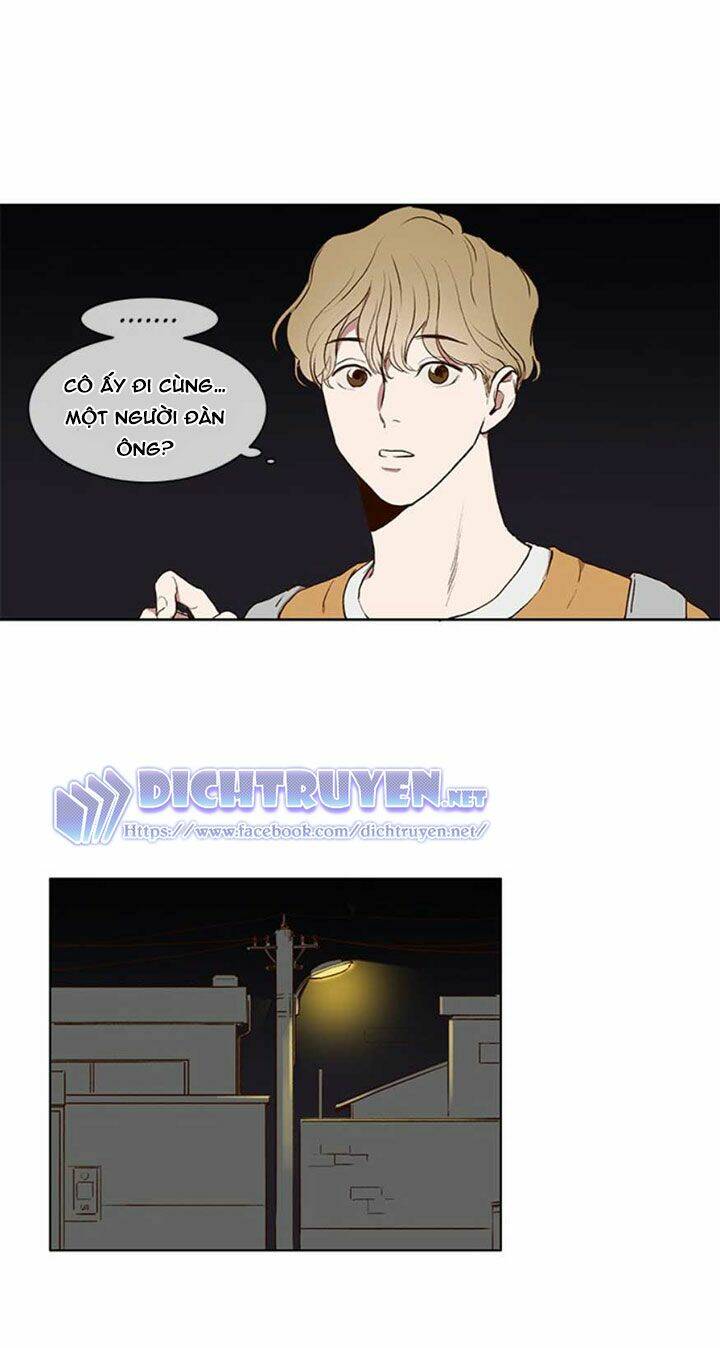 .......
CÔ ẤY ĐI CÙNG...
MỘT NGƯỜI ĐÀN
ÔNG?
DICHTRUYEN.NET
Https://www.facebook.com/dichtruyen.net/